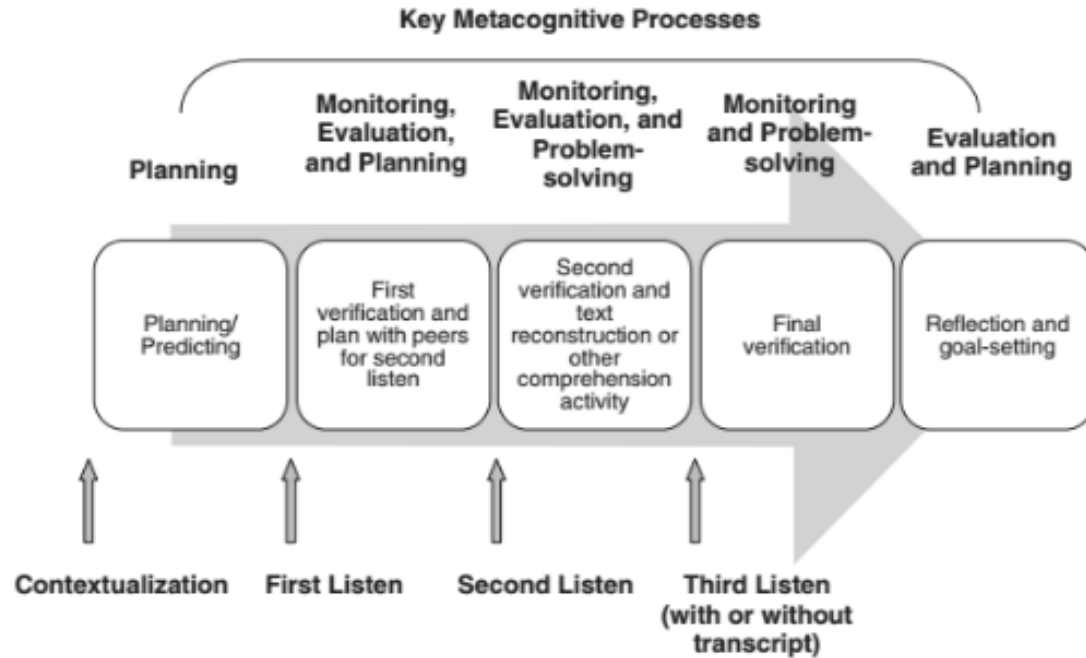 Key Metacognitive Processes
Planning
Monitoring,
Evaluation,
and Planning
Monitoring,
Evaluation, and
Problem-
solving
Monitoring
and Problem-
solving
Evaluation
and Planning
Planning/
Predicting
First
verification and
plan with peers
for second
listen
Second
verification and
text
reconstruction or
other
comprehension
activity
Final
verification
Reflection and
goal-setting
Contextualization
First Listen
Second Listen
Third Listen
(with or without
transcript)